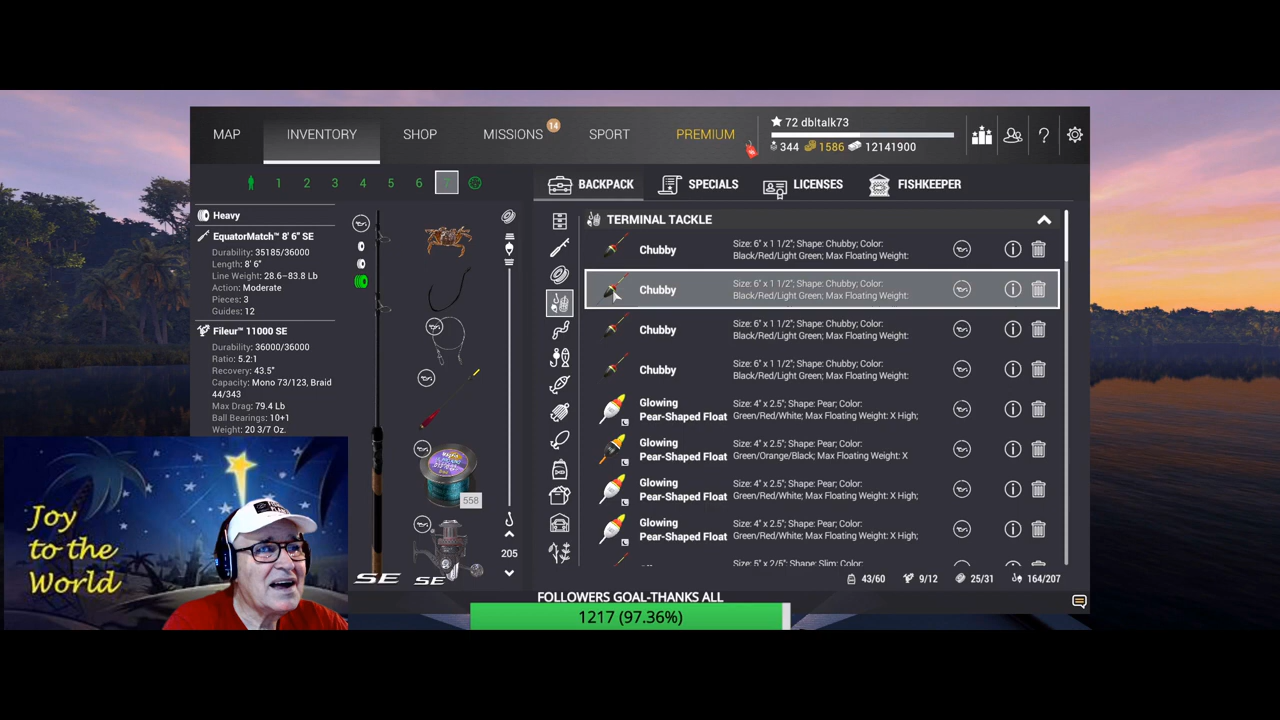 MAP
INVENTORY
SHOP
MISSIONS
14
SPORT
PREMIUM
72 dbltalk73
344
1586
12141900
1
2
3
4
5
6
BACKPACK
SPECIALS
LICENSES
FISHKEEPER
Heavy
EquatorMatch™ 8' 6" SE
Durability: 35185/36000
Length: 8' 6"
Line Weight: 28.6–83.8 Lb
Action: Moderate
Pieces: 3
Guides: 12
Fileur™ 11000 SE
Durability: 36000/36000
Ratio: 5.2:1
Recovery: 43.5"
Capacity: Mono 73/123, Braid
44/343
Max Drag: 79.4 Lb
Ball Bearings: 10+1
Weight: 20 3/7 Oz.
558
205
SE
SE
TERMINAL TACKLE
Chubby
Size: 6" x 1 1/2"; Shape: Chubby; Color:
Black/Red/Light Green; Max Floating Weight:
Chubby
Size: 6" x 1 1/2"; Shape: Chubby; Color:
Black/Red/Light Green; Max Floating Weight:
Chubby
Size: 6" x 1 1/2"; Shape: Chubby; Color:
Black/Red/Light Green; Max Floating Weight:
Chubby
Size: 6" x 1 1/2"; Shape: Chubby; Color:
Black/Red/Light Green; Max Floating Weight:
Glowing
Pear-Shaped Float
Size: 4" x 2.5"; Shape: Pear; Color:
Green/Red/White; Max Floating Weight: X High;
Glowing
Pear-Shaped Float
Size: 4" x 2.5"; Shape: Pear; Color:
Green/Orange/Black; Max Floating Weight: X
Glowing
Pear-Shaped Float
Size: 4" x 2.5"; Shape: Pear; Color:
Green/Red/White; Max Floating Weight: X High;
Glowing
Pear-Shaped Float
Size: 4" x 2.5"; Shape: Pear; Color:
Green/Red/White; Max Floating Weight: X High;
43/60
9/12
25/31
164/207
Joy
to the
World
FOLLOWERS GOAL-THANKS ALL
1217 (97.36%)